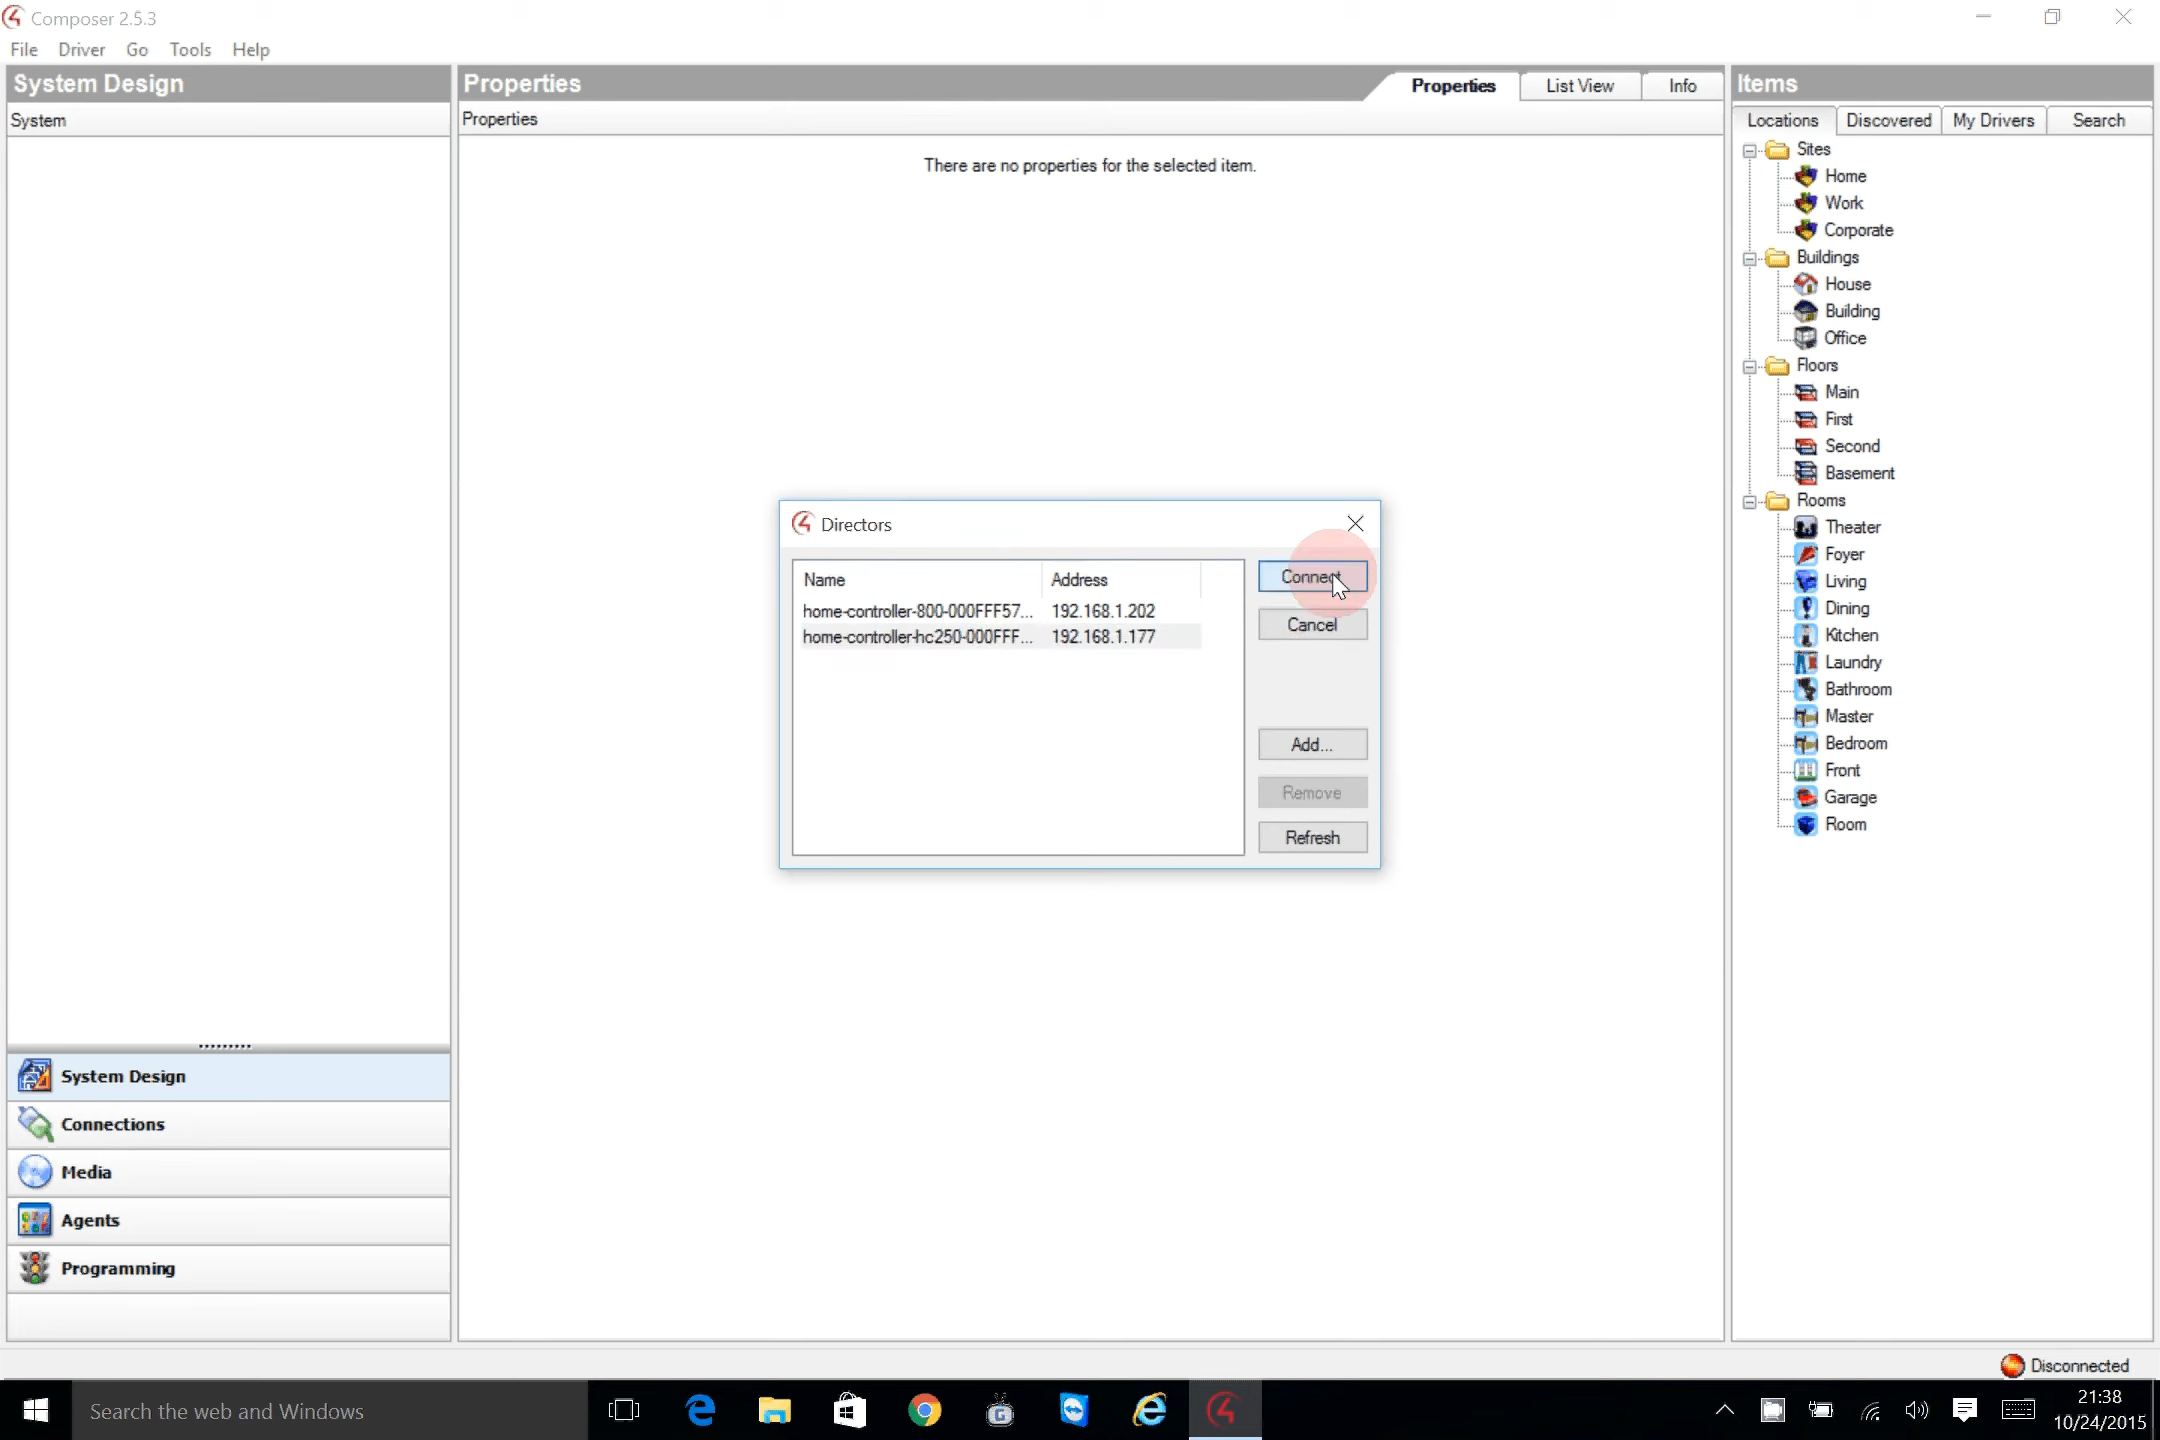 Composer 2.5.3
File Driver Go Tools Help
System Design
System
Properties
Properties List View Info
Properties
There are no properties for the selected item.
Items
Locations Discovered My Drivers Search
Sites
Home
Work
Corporate
Buildings
House
Building
Office
Floors
Main
First
Second
Basement
Rooms
Theater
Foyer
Living
Dining
Kitchen
Laundry
Bathroom
Master
Bedroom
Front
Garage
Room
Directors
Name Address
home-controller-800-000FFF57... 192.168.1.202
home-controller-hc250-000FFF... 192.168.1.177
Connect
Cancel
Add...
Remove
Refresh
System Design
Connections
Media
Agents
Programming
Disconnected
Search the web and Windows
21:38
10/24/2015